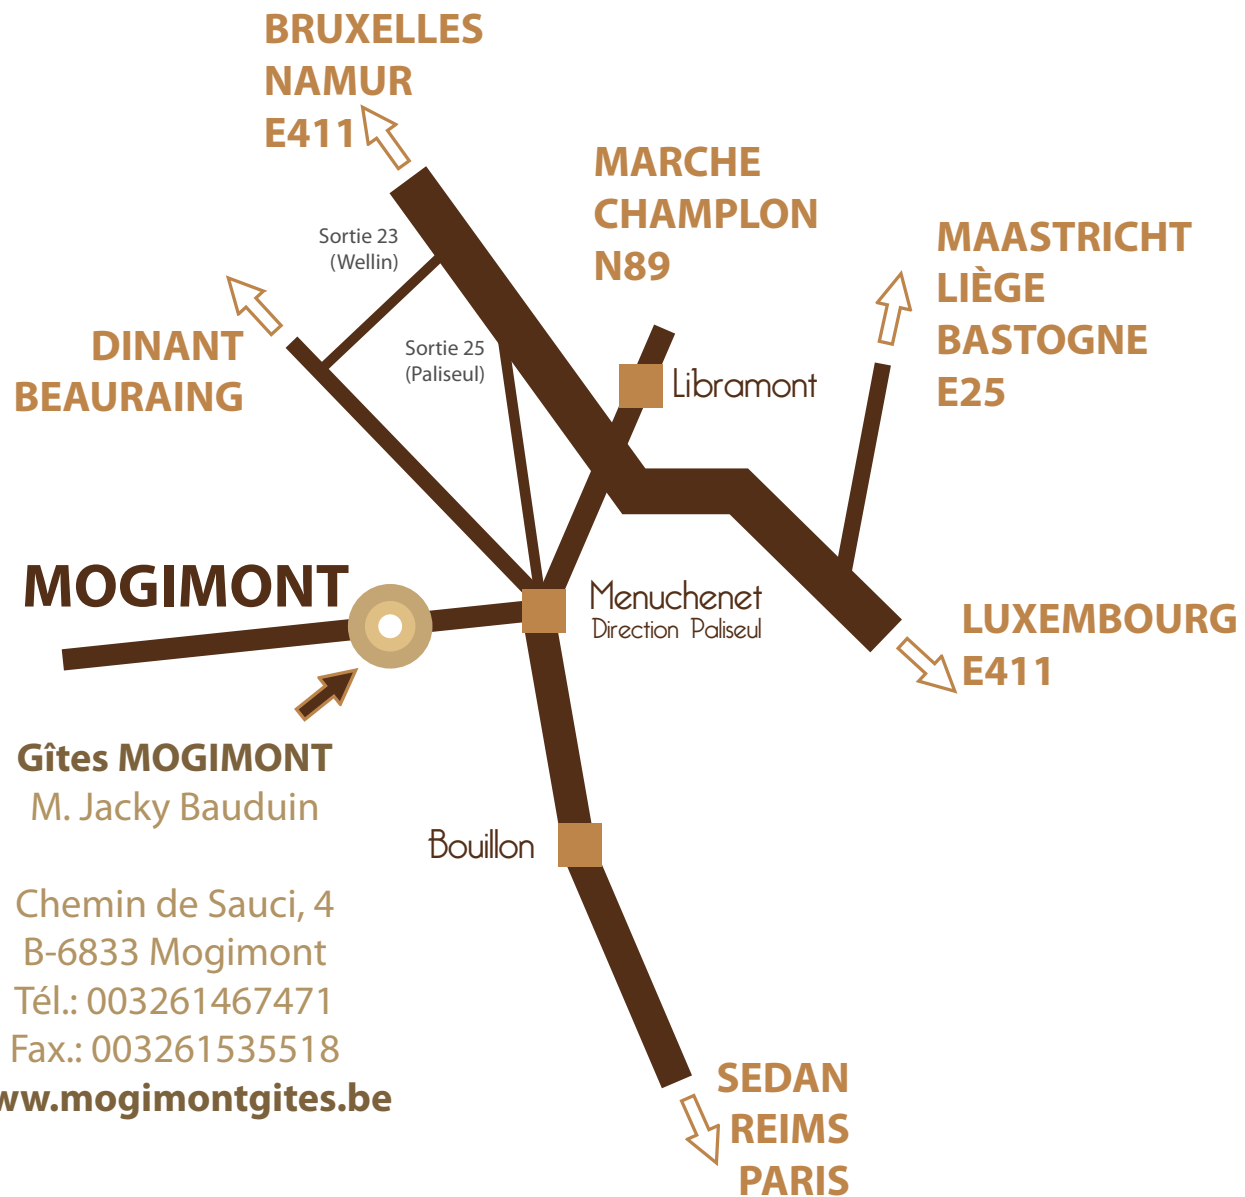 BRUXELLES
NAMUR
E411
MARCHE
CHAMPLON
N89
MAASTRICHT
LIÈGE
BASTOGNE
E25
Sortie 23
(Wellin)
DINANT
BEAURAING
Sortie 25
(Paliseul)
Libramont
MOGIMONT
Menuchenet
Direction Paliseul
LUXEMBOURG
E411
Gîtes MOGIMONT
M. Jacky Bauduin
Bouillon
Chemin de Sauci, 4
B-6833 Mogimont
Tél.: 003261467471
Fax.: 003261535518
ww.mogimontgites.be
SEDAN
REIMS
PARIS